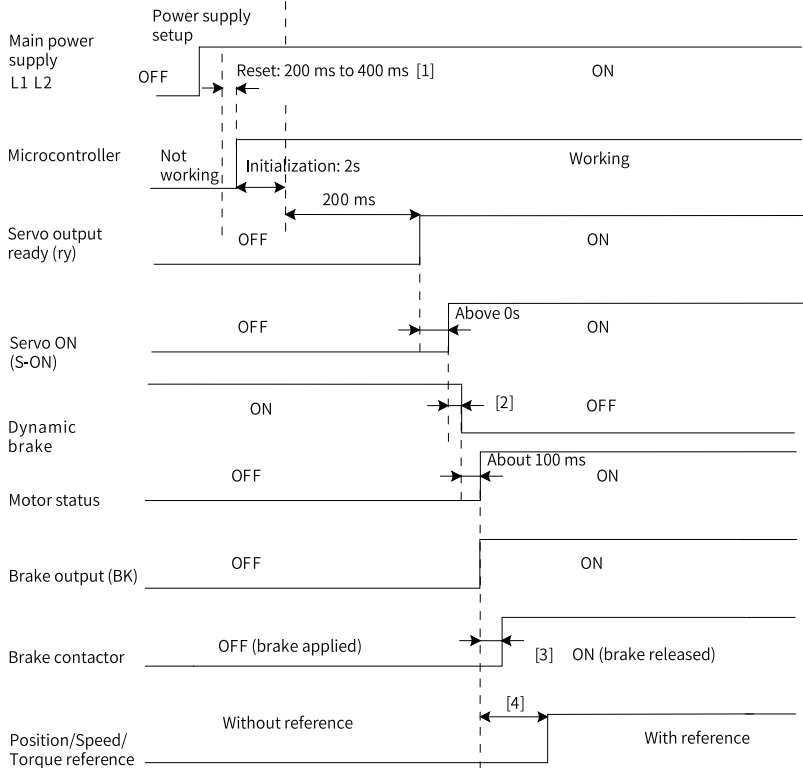 Power supply
setup
Main power
supply
L1 L2
OFF
Reset: 200 ms to 400 ms [1]
ON
Microcontroller
Not
working
Initialization: 2s
Working
200 ms
Servo output
ready (ry)
OFF
ON
Servo ON
(S-ON)
OFF
Above 0s
ON
Dynamic
brake
ON
[2]
OFF
Motor status
OFF
About 100 ms
ON
Brake output (BK)
OFF
ON
Brake contactor
OFF (brake applied)
[3]
ON (brake released)
Position/Speed/
Torque reference
Without reference
[4]
With reference